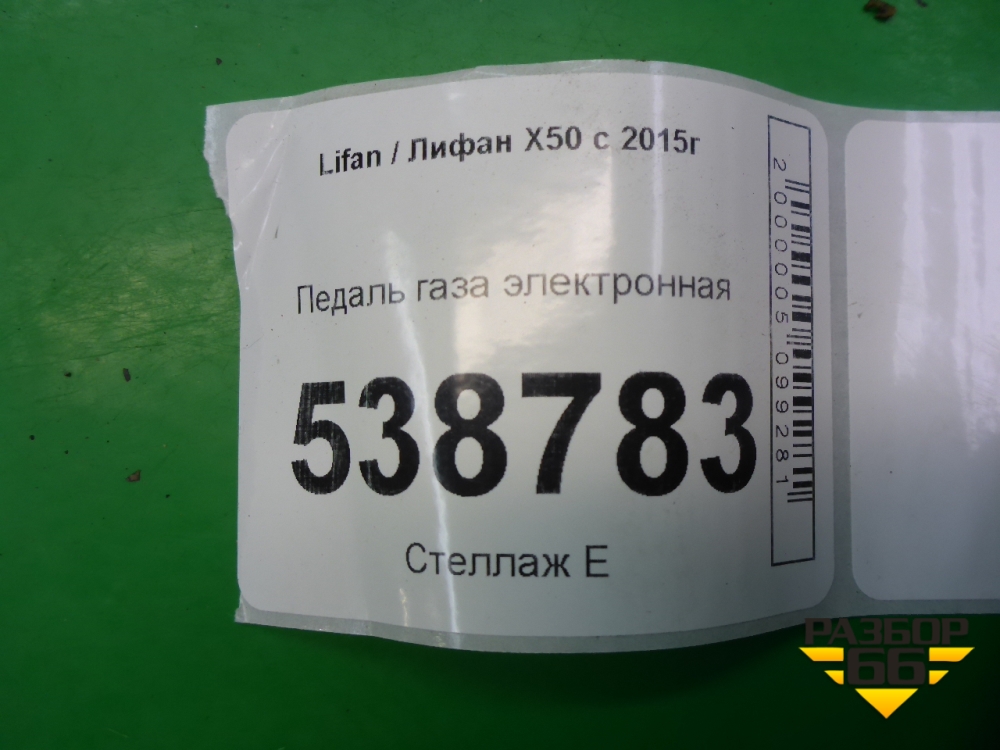 Lifan / Лифан X50 с 2015г
Педаль газа электронная
538783
Стеллаж Е
2000005099281
РАЗБОР
66